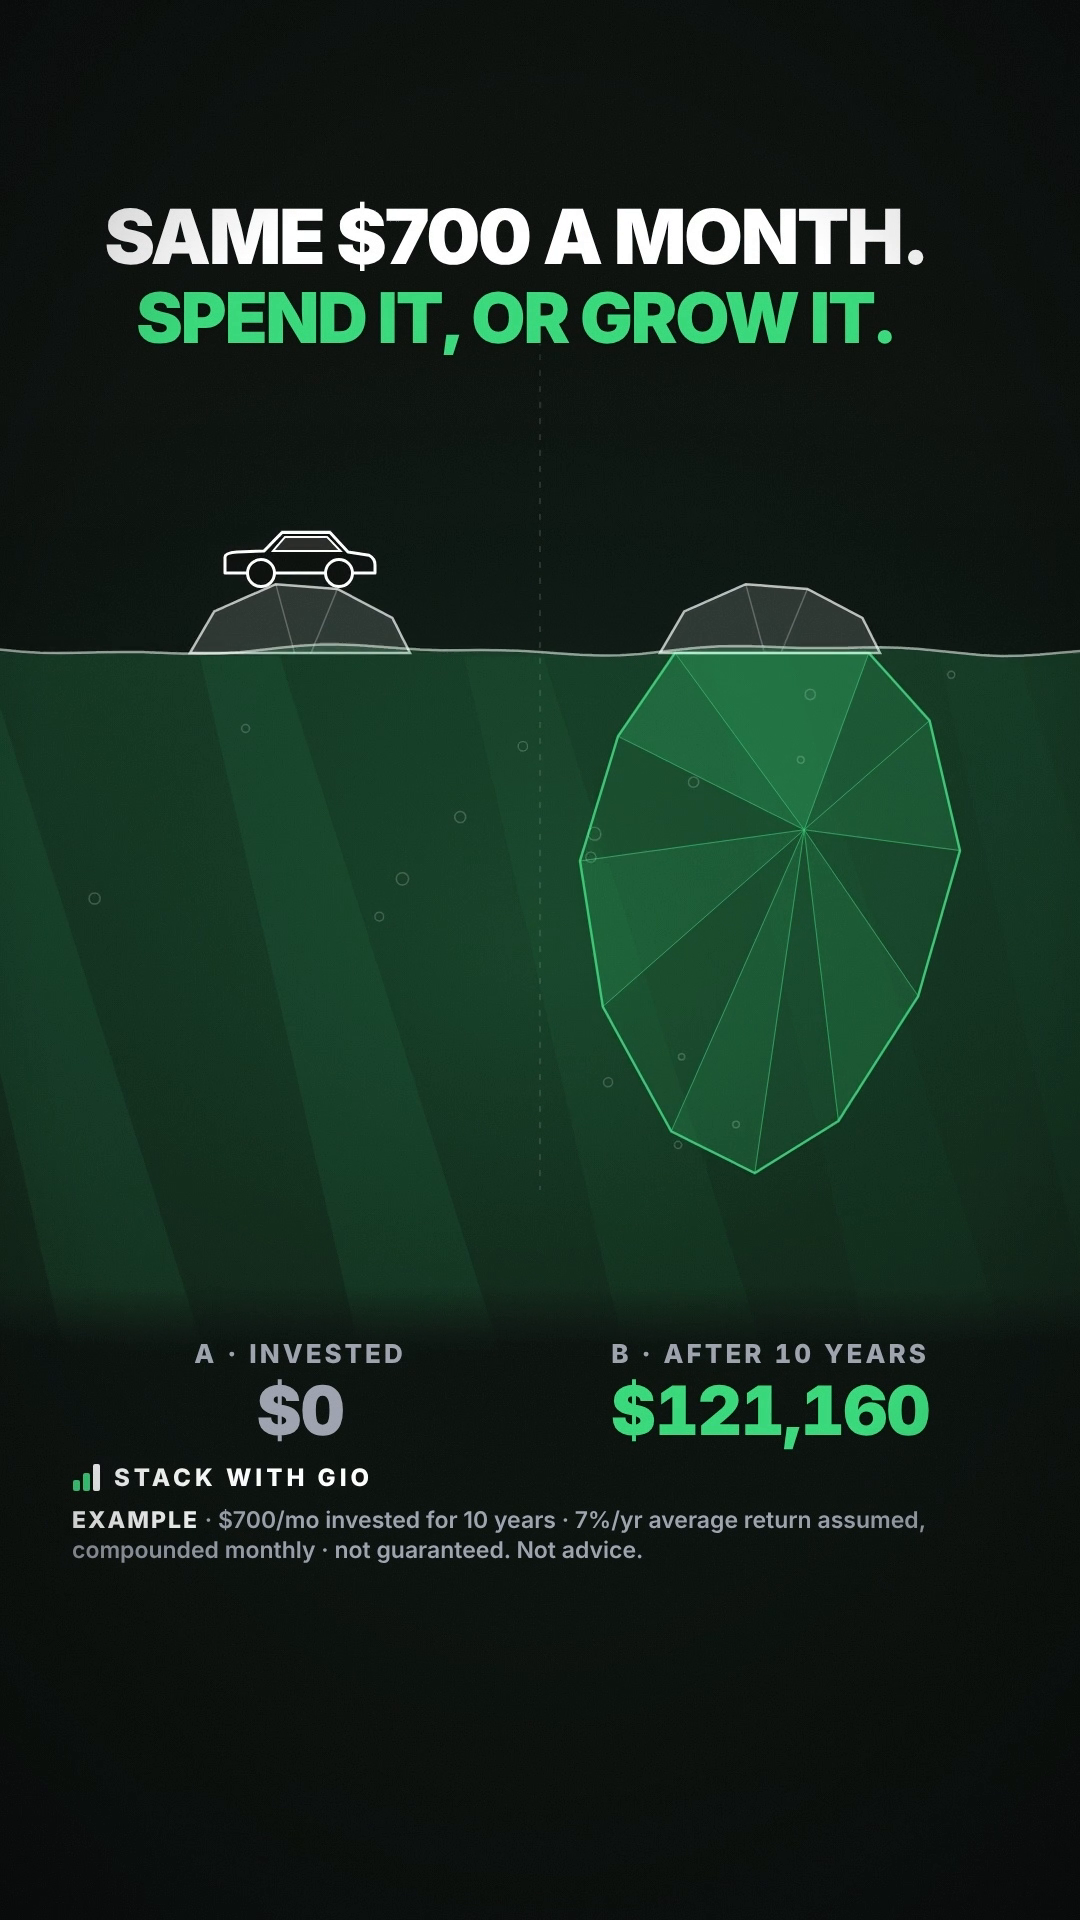 SAME $700 A MONTH.
SPEND IT, OR GROW IT.
A · INVESTED
$0
B · AFTER 10 YEARS
$121,160
STACK WITH GIO
EXAMPLE · $700/mo invested for 10 years · 7%/yr average return assumed,
compounded monthly · not guaranteed. Not advice.